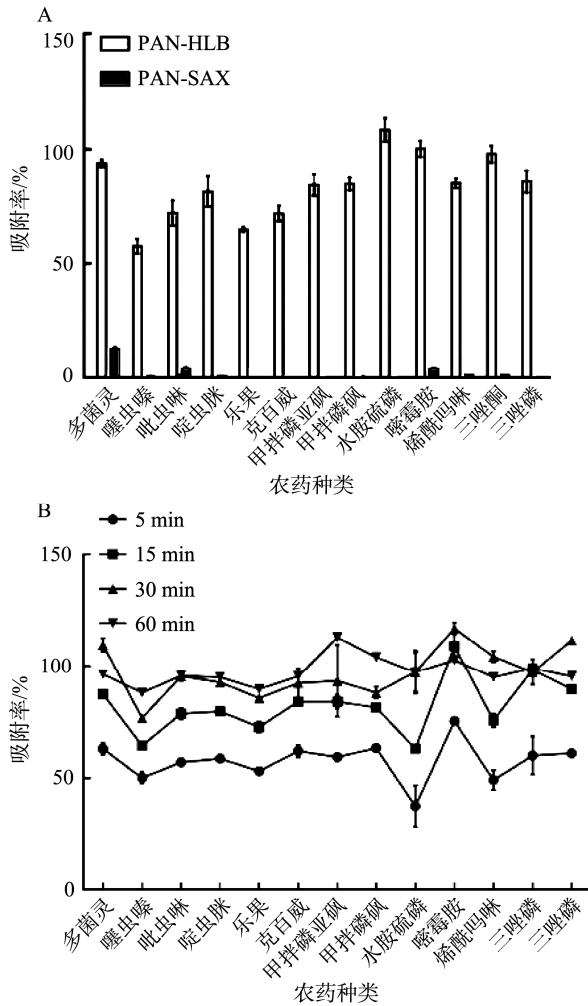 A
150
PAN-HLB
PAN-SAX
100
50
0
吸附率/%
多菌灵
噻虫嗪
吡虫啉
啶虫脒
乐果
克百威
甲拌磷亚砜
甲拌磷砜
水胺硫磷
嘧霉胺
烯酰吗啉
三唑酮
三唑磷
农药种类
B
5 min
15 min
30 min
60 min
150
100
50
0
吸附率/%
多菌灵
噻虫嗪
吡虫啉
啶虫脒
乐果
克百威
甲拌磷亚砜
甲拌磷砜
水胺硫磷
嘧霉胺
烯酰吗啉
三唑磷
三唑磷
农药种类